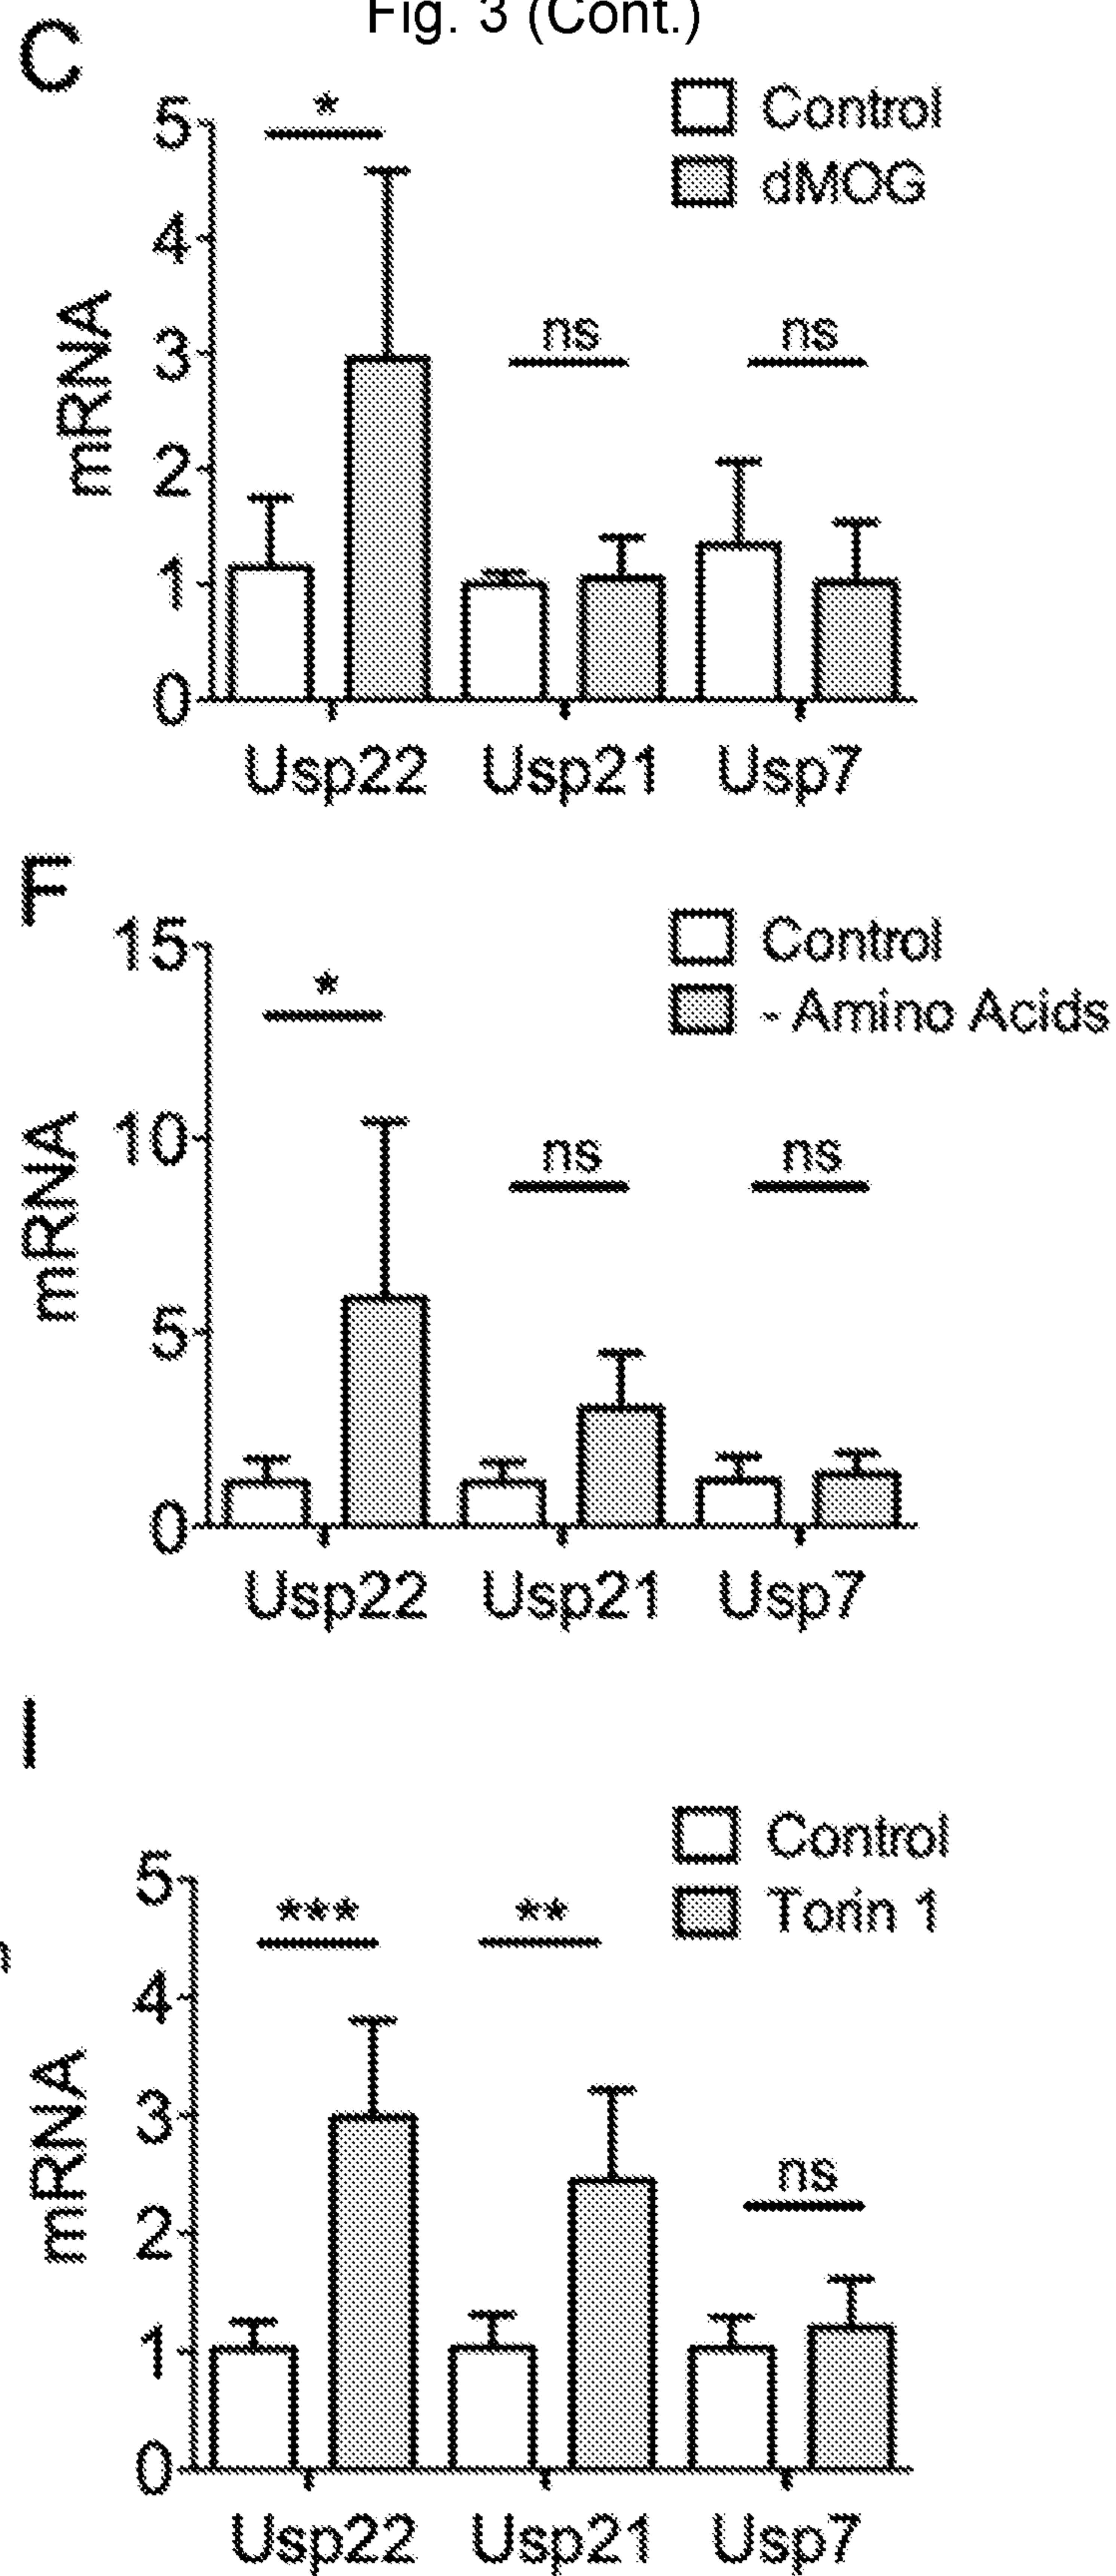 Fig. 3 (Cont.)
C
Control
dMOG
mRNA
5
4
3
2
1
0
*
ns
ns
Usp22
Usp21
Usp7
F
Control
- Amino Acids
mRNA
15
10
5
0
*
ns
ns
Usp22
Usp21
Usp7
I
Control
Torin 1
mRNA
5
4
3
2
1
0
***
**
ns
Usp22
Usp21
Usp7